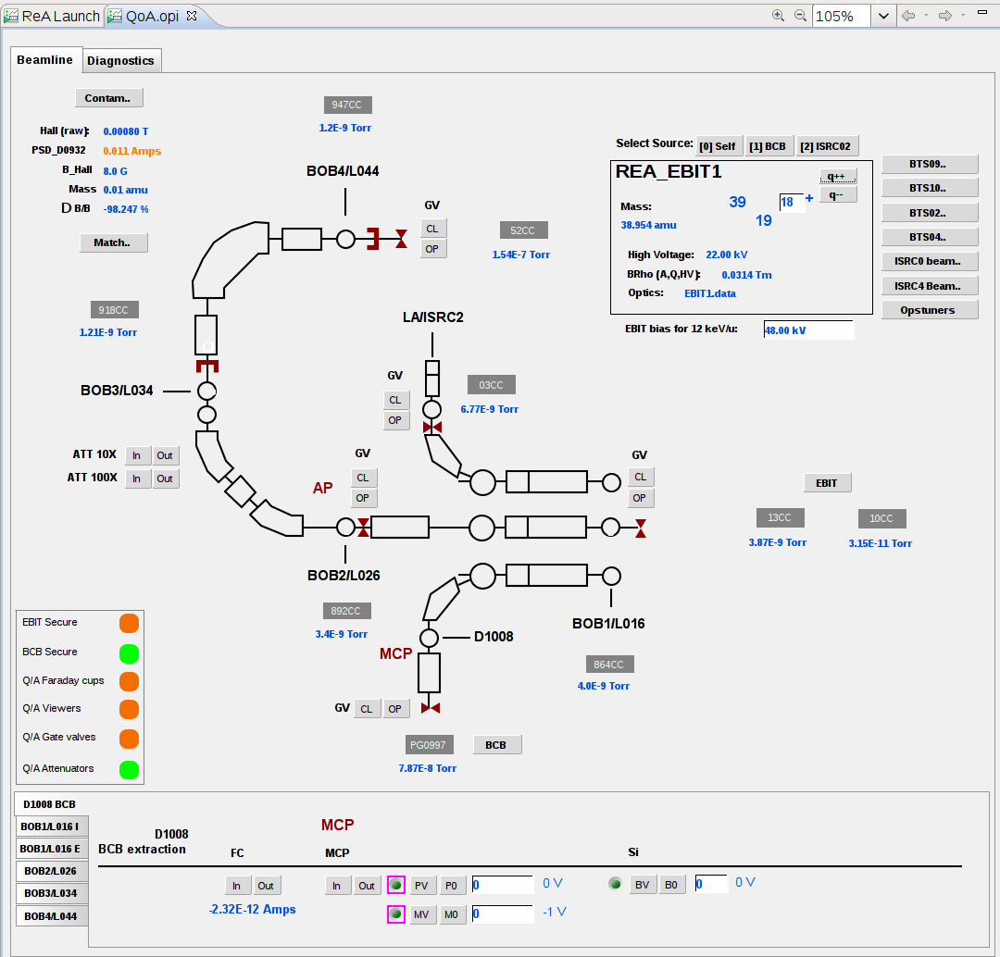 ReA Launch QoA.opi 105%
Beamline Diagnostics
Contam..
Hall (raw): 0.00080 T
PSD_D0932 0.011 Amps
B_Hall 8.0 G
Mass 0.01 amu
D B/B -98.247 %
Match..
947CC
1.2E-9 Torr
BOB4/L044
GV
CL
OP
52CC
1.54E-7 Torr
Select Source: [0] Self [1] BCB [2] ISRC02
REA_EBIT1
q++
q--
Mass: 39 18 +
19
38.954 amu
High Voltage: 22.00 kV
BRho (A,Q,HV): 0.0314 Tm
Optics: EBIT1.data
EBIT bias for 12 keV/u: 48.00 kV
BTS09..
BTS10..
BTS02..
BTS04..
ISRC0 beam..
ISRC4 Beam..
Opstuners
918CC
1.21E-9 Torr
LA/ISRC2
GV
CL
OP
03CC
6.77E-9 Torr
BOB3/L034
ATT 10X In Out
ATT 100X In Out
AP
GV
CL
OP
GV
CL
OP
EBIT
13CC
3.87E-9 Torr
10CC
3.15E-11 Torr
BOB2/L026
892CC
3.4E-9 Torr
D1008
MCP
BOB1/L016
864CC
4.0E-9 Torr
GV CL OP
PG0997 BCB
7.87E-8 Torr
EBIT Secure
BCB Secure
Q/A Faraday cups
Q/A Viewers
Q/A Gate valves
Q/A Attenuators
D1008 BCB
BOB1/L016 I
BOB1/L016 E
BOB2/L026
BOB3/L034
BOB4/L044
MCP
D1008
BCB extraction FC MCP Si
In Out In Out PV P0 0 0 V BV B0 0 0 V
-2.32E-12 Amps MV M0 0 -1 V